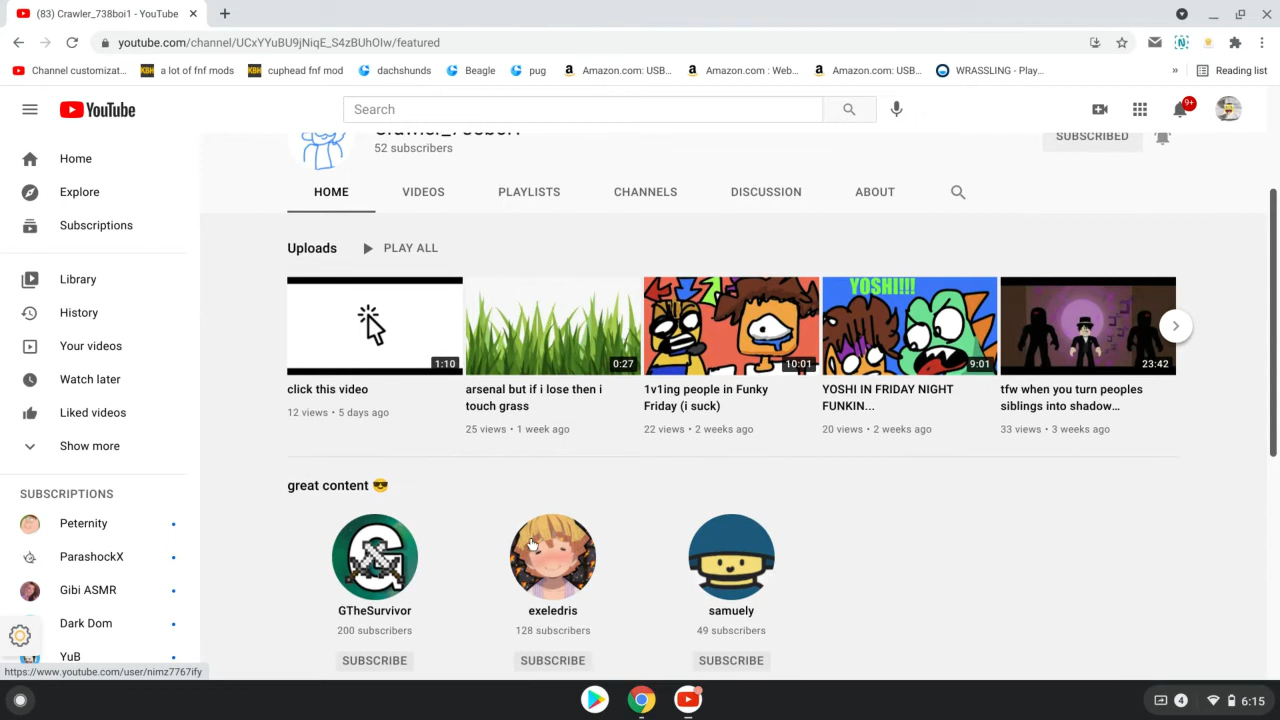 (83) Crawler_738boi1 - YouTube
youtube.com/channel/UCxYYuBU9jNiqE_S4zBUhOIw/featured
Channel customizat... a lot of fnf mods cuphead fnf mod dachshunds Beagle pug Amazon.com: USB... Amazon.com : Web... Amazon.com: USB... WRASSLING - Play... » Reading list
YouTube Search 9+
Crawler_738boi1
52 subscribers
SUBSCRIBED
HOME VIDEOS PLAYLISTS CHANNELS DISCUSSION ABOUT
Home
Explore
Subscriptions
Library
History
Your videos
Watch later
Liked videos
Show more
SUBSCRIPTIONS
Peternity
ParashockX
Gibi ASMR
Dark Dom
YuB
Uploads PLAY ALL
1:10
click this video
12 views • 5 days ago
0:27
arsenal but if i lose then i
touch grass
25 views • 1 week ago
10:01
1v1ing people in Funky
Friday (i suck)
22 views • 2 weeks ago
YOSHI!!!
9:01
YOSHI IN FRIDAY NIGHT
FUNKIN...
20 views • 2 weeks ago
23:42
tfw when you turn peoples
siblings into shadow...
33 views • 3 weeks ago
great content 😎
GTheSurvivor
200 subscribers
SUBSCRIBE
exeledris
128 subscribers
SUBSCRIBE
samuely
49 subscribers
SUBSCRIBE
https://www.youtube.com/user/nimz7767ify
4 6:15